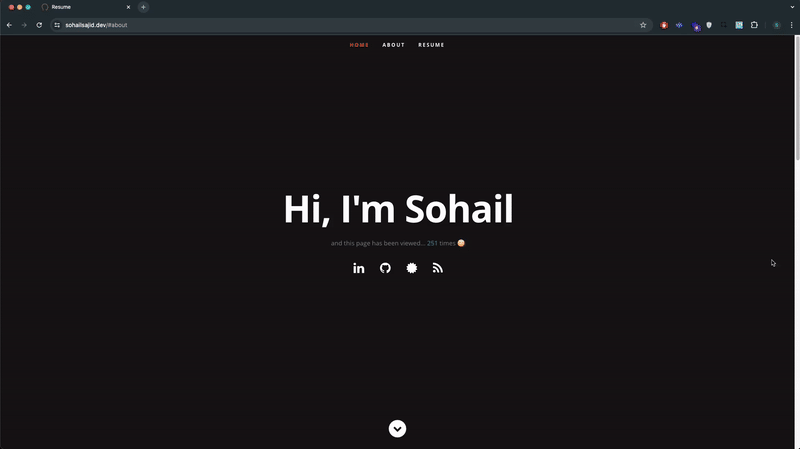 Resume
sohailsajid.dev/#about
HOME ABOUT RESUME
Hi, I'm Sohail
and this page has been viewed... 251 times